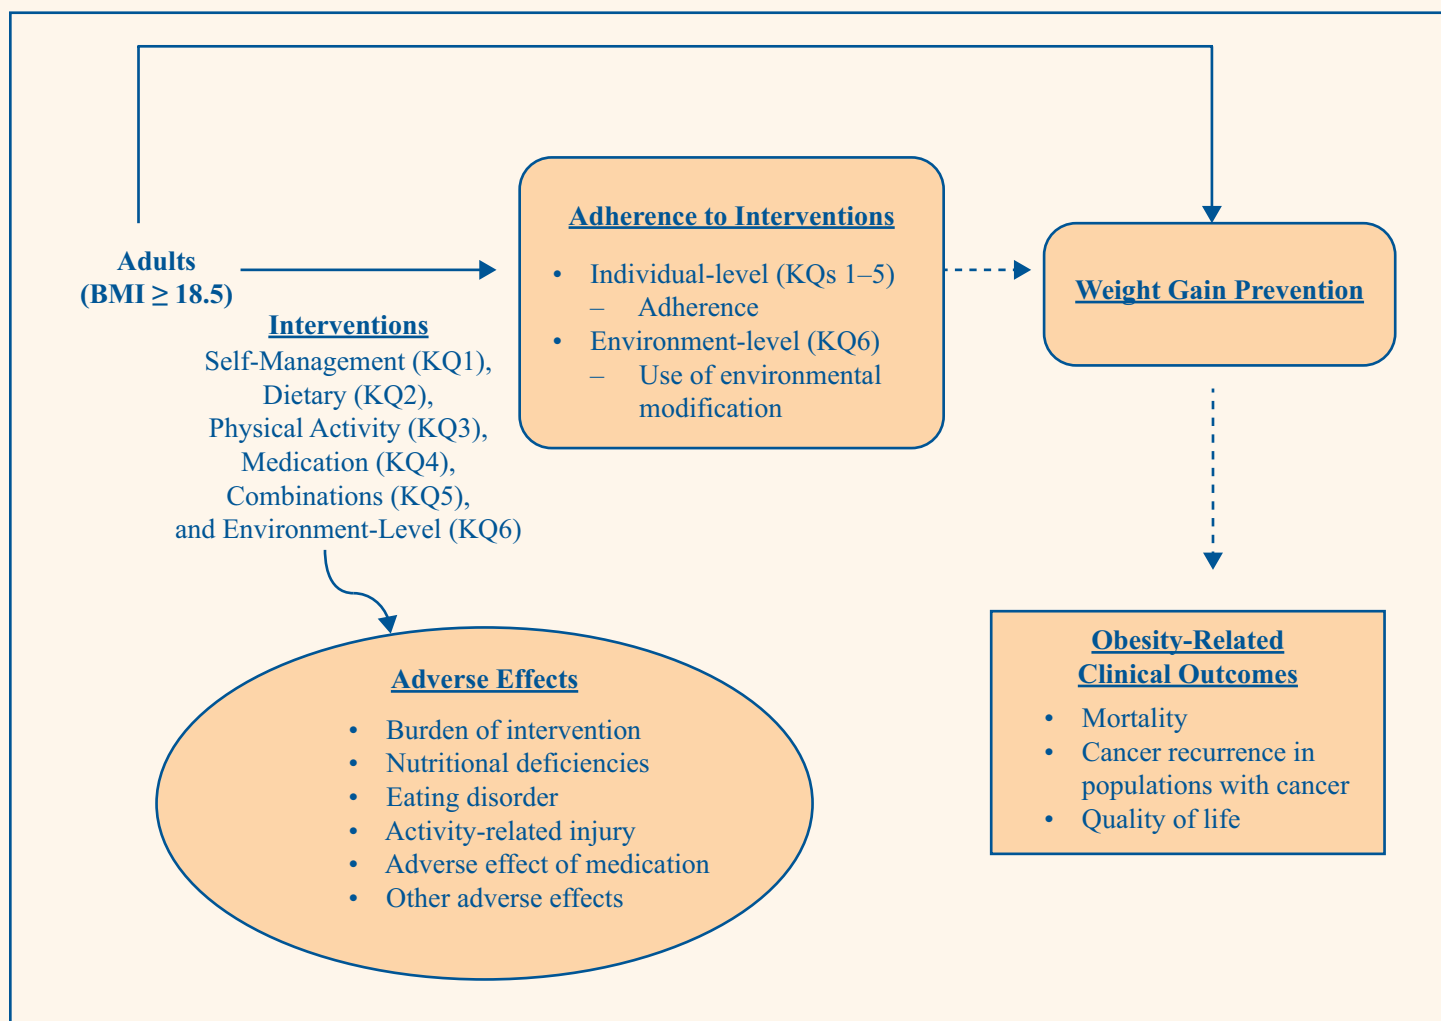 Adults
(BMI ≥ 18.5)
Interventions
Self-Management (KQ1),
Dietary (KQ2),
Physical Activity (KQ3),
Medication (KQ4),
Combinations (KQ5),
and Environment-Level (KQ6)
Adherence to Interventions
• Individual-level (KQs 1–5)
– Adherence
• Environment-level (KQ6)
– Use of environmental
modification
Weight Gain Prevention
Adverse Effects
• Burden of intervention
• Nutritional deficiencies
• Eating disorder
• Activity-related injury
• Adverse effect of medication
• Other adverse effects
Obesity-Related
Clinical Outcomes
• Mortality
• Cancer recurrence in
populations with cancer
• Quality of life